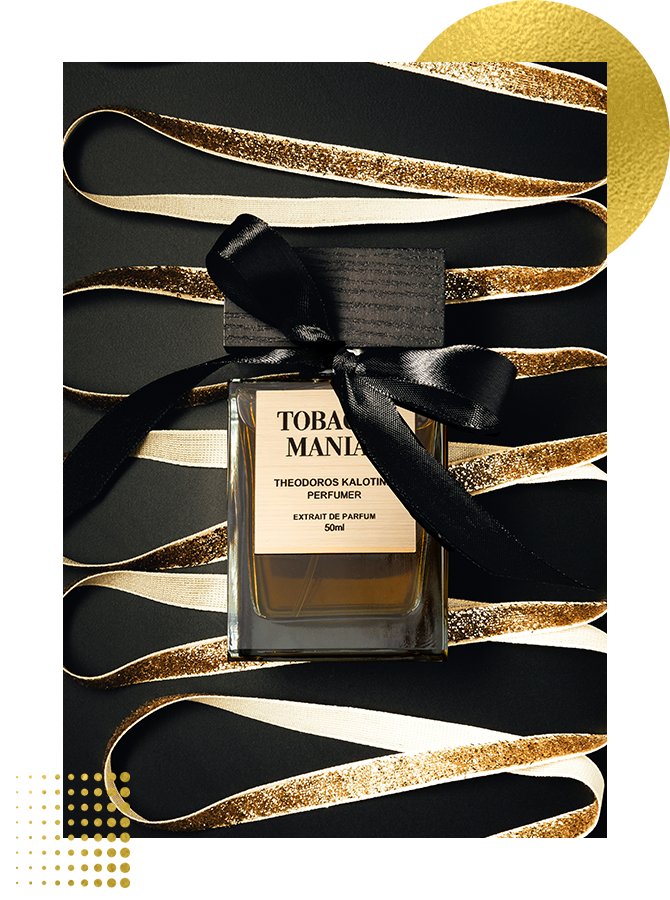 TOBAC
MANIA
THEODOROS KALOTIN
PERFUMER
EXTRAIT DE PARFUM
50ml